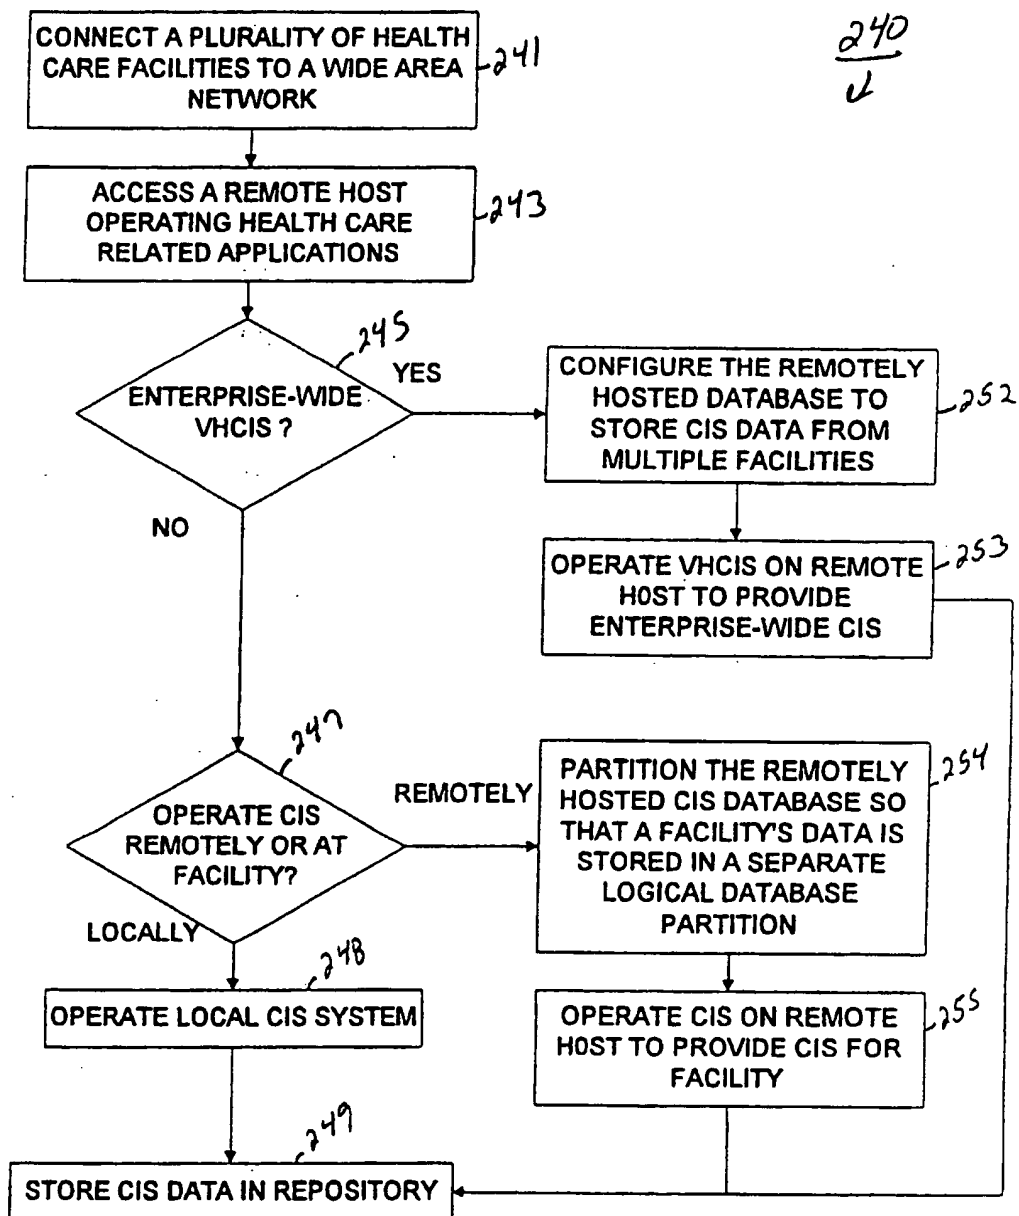 240
CONNECT A PLURALITY OF HEALTH
CARE FACILITIES TO A WIDE AREA
NETWORK
241
ACCESS A REMOTE HOST
OPERATING HEALTH CARE
RELATED APPLICATIONS
243
245
ENTERPRISE-WIDE
VHCIS ?
YES
NO
CONFIGURE THE REMOTELY
HOSTED DATABASE TO
STORE CIS DATA FROM
MULTIPLE FACILITIES
252
OPERATE VHCIS ON REMOTE
HOST TO PROVIDE
ENTERPRISE-WIDE CIS
253
247
OPERATE CIS
REMOTELY OR AT
FACILITY?
REMOTELY
LOCALLY
PARTITION THE REMOTELY
HOSTED CIS DATABASE SO
THAT A FACILITY'S DATA IS
STORED IN A SEPARATE
LOGICAL DATABASE
PARTITION
254
248
OPERATE LOCAL CIS SYSTEM
OPERATE CIS ON REMOTE
HOST TO PROVIDE CIS FOR
FACILITY
255
249
STORE CIS DATA IN REPOSITORY